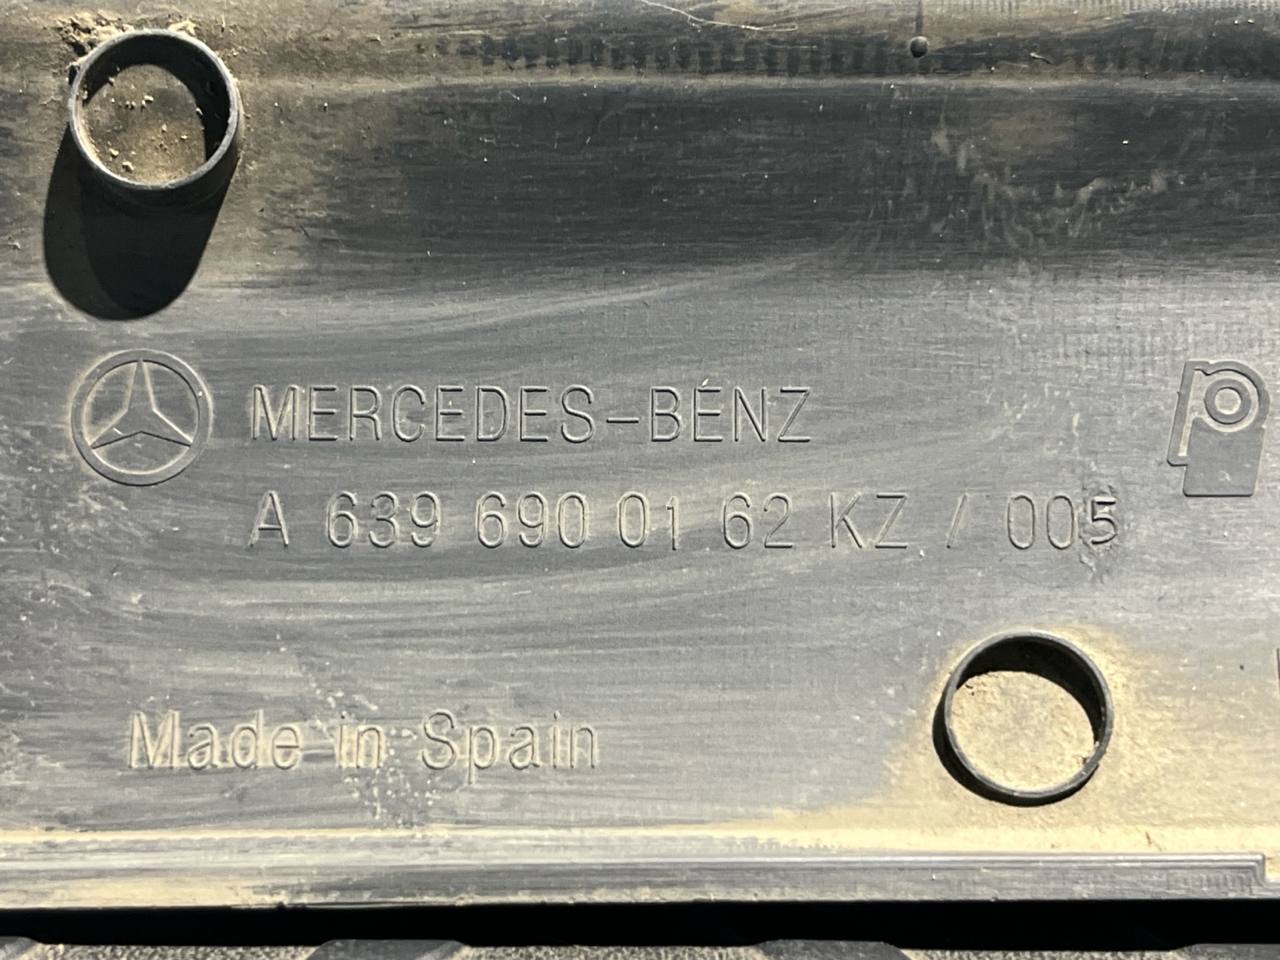 MERCEDES-BENZ
A 639 690 01 62 KZ / 005
Made in Spain